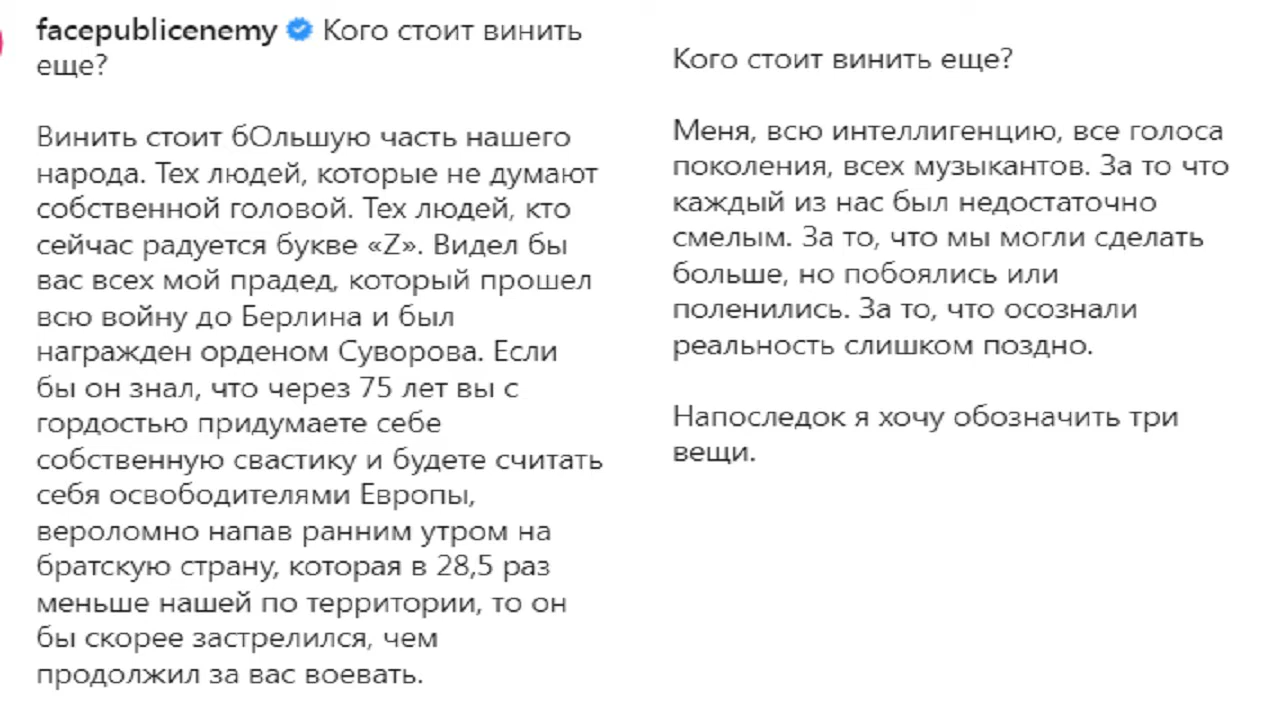 facepublicenemy Кого стоит винить
еще?
Винить стоит бОльшую часть нашего
народа. Тех людей, которые не думают
собственной головой. Тех людей, кто
сейчас радуется букве «Z». Видел бы
вас всех мой прадед, который прошел
всю войну до Берлина и был
награжден орденом Суворова. Если
бы он знал, что через 75 лет вы с
гордостью придумаете себе
собственную свастику и будете считать
себя освободителями Европы,
вероломно напав ранним утром на
братскую страну, которая в 28,5 раз
меньше нашей по территории, то он
бы скорее застрелился, чем
продолжил за вас воевать.
Кого стоит винить еще?
Меня, всю интеллигенцию, все голоса
поколения, всех музыкантов. За то что
каждый из нас был недостаточно
смелым. За то, что мы могли сделать
больше, но побоялись или
поленились. За то, что осознали
реальность слишком поздно.
Напоследок я хочу обозначить три
вещи.